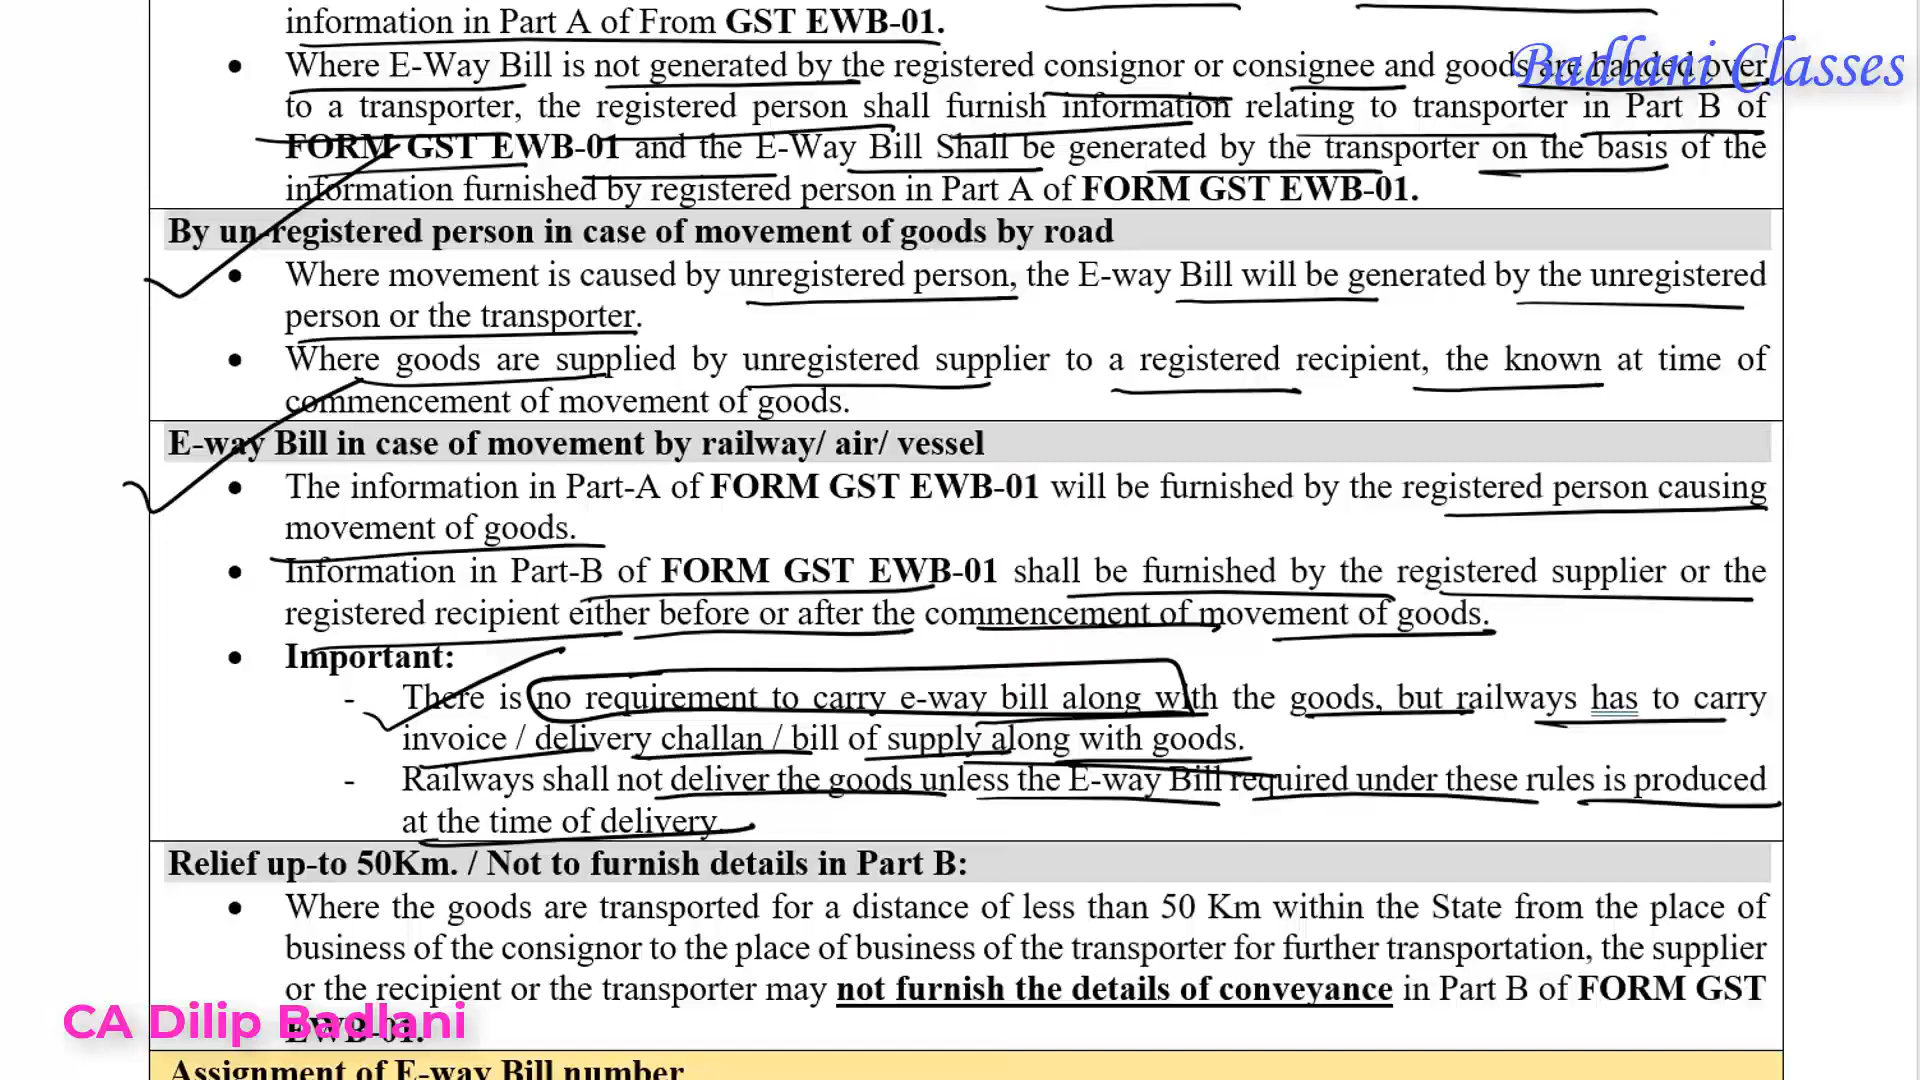 information in Part A of From GST EWB-01.
Badlani Classes
• Where E-Way Bill is not generated by the registered consignor or consignee and goods are handed over
to a transporter, the registered person shall furnish information relating to transporter in Part B of
FORM GST EWB-01 and the E-Way Bill Shall be generated by the transporter on the basis of the
information furnished by registered person in Part A of FORM GST EWB-01.
By un-registered person in case of movement of goods by road
• Where movement is caused by unregistered person, the E-way Bill will be generated by the unregistered
person or the transporter.
• Where goods are supplied by unregistered supplier to a registered recipient, the known at time of
commencement of movement of goods.
E-way Bill in case of movement by railway/ air/ vessel
• The information in Part-A of FORM GST EWB-01 will be furnished by the registered person causing
movement of goods.
• Information in Part-B of FORM GST EWB-01 shall be furnished by the registered supplier or the
registered recipient either before or after the commencement of movement of goods.
• Important:
- There is no requirement to carry e-way bill along with the goods, but railways has to carry
invoice / delivery challan / bill of supply along with goods.
- Railways shall not deliver the goods unless the E-way Bill required under these rules is produced
at the time of delivery.
Relief up-to 50Km. / Not to furnish details in Part B:
• Where the goods are transported for a distance of less than 50 Km within the State from the place of
business of the consignor to the place of business of the transporter for further transportation, the supplier
or the recipient or the transporter may not furnish the details of conveyance in Part B of FORM GST
EWB-01.
CA Dilip Badlani
Assignment of E-way Bill number